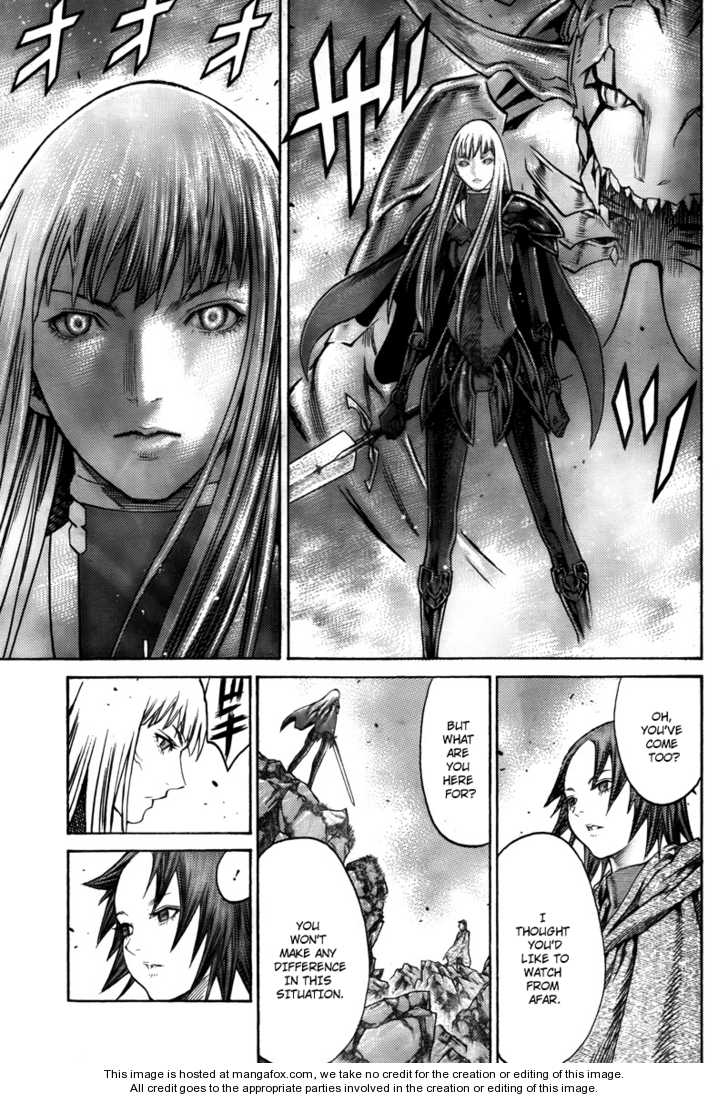 オオオ
OH,
YOU'VE
COME
TOO?
I
THOUGHT
YOU'D
LIKE TO
WATCH
FROM
AFAR.
BUT
WHAT
ARE
YOU
HERE
FOR?
YOU
WON'T
MAKE ANY
DIFFERENCE
IN THIS
SITUATION.
!
This image is hosted at mangafox.com, we take no credit for the creation or editing of this image.
All credit goes to the appropriate parties involved in the creation or editing of this image.